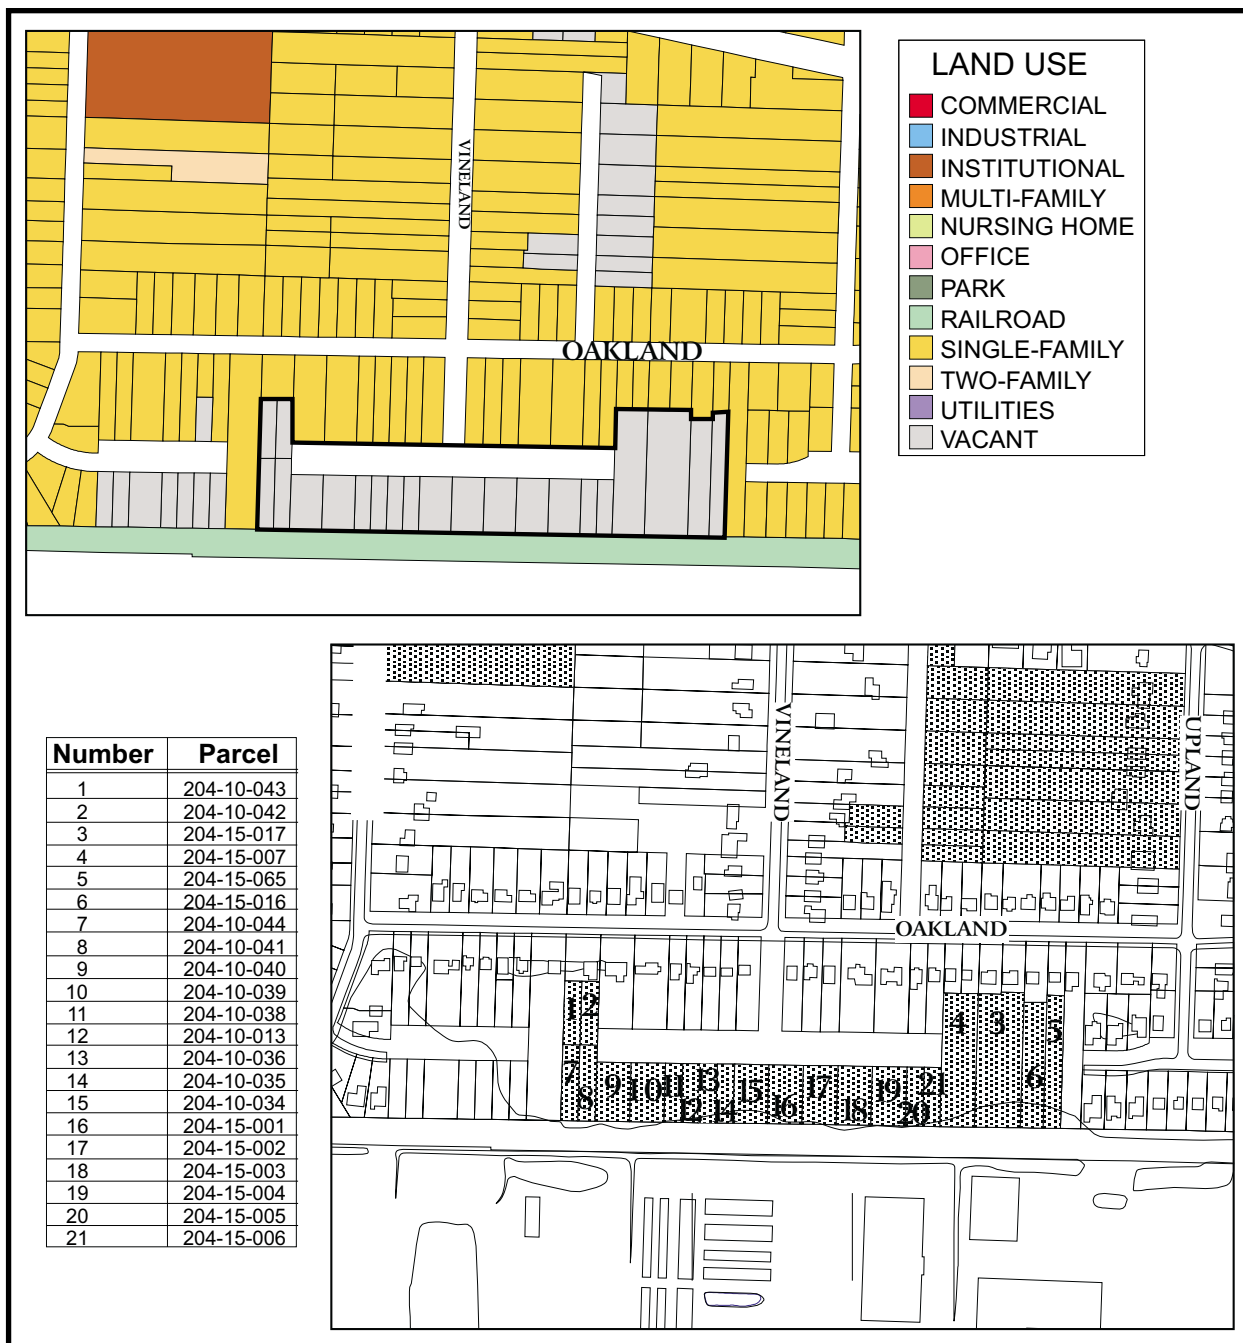 LAND USE
COMMERCIAL
INDUSTRIAL
INSTITUTIONAL
MULTI-FAMILY
NURSING HOME
OFFICE
PARK
RAILROAD
SINGLE-FAMILY
TWO-FAMILY
UTILITIES
VACANT
VINELAND
OAKLAND
Number Parcel
1 204-10-043
2 204-10-042
3 204-15-017
4 204-15-007
5 204-15-065
6 204-15-016
7 204-10-044
8 204-10-041
9 204-10-040
10 204-10-039
11 204-10-038
12 204-10-013
13 204-10-036
14 204-10-035
15 204-10-034
16 204-15-001
17 204-15-002
18 204-15-003
19 204-15-004
20 204-15-005
21 204-15-006
VINELAND
UPLAND
OAKLAND
1 2
4 3 5
7 9 10 11 13 15 17 19 21 6
8 12 14 16 18 20